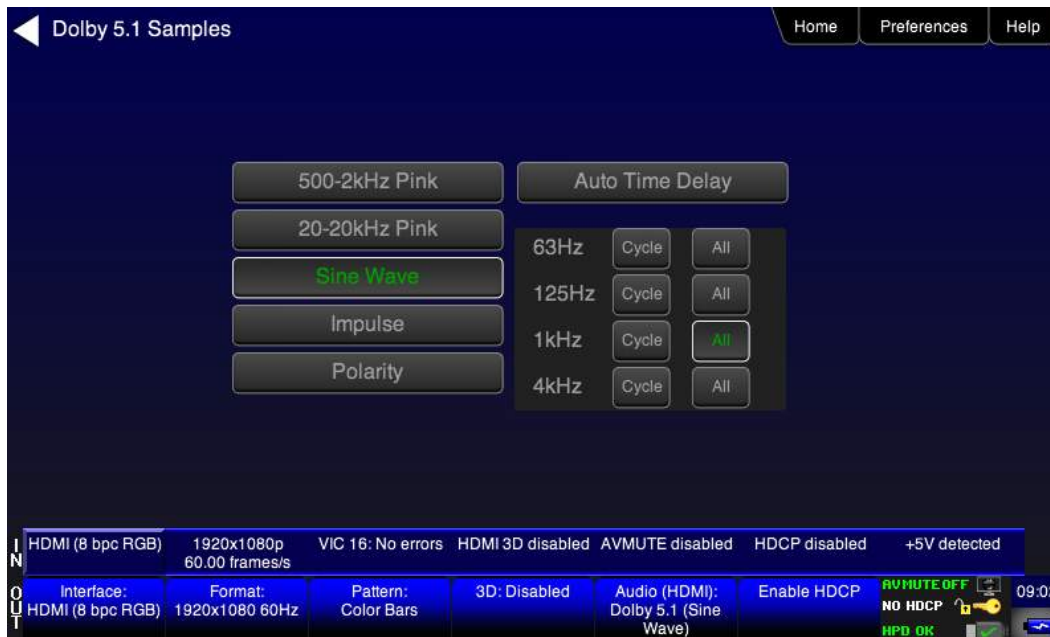 Dolby 5.1 Samples
Home
Preferences
Help
500-2kHz Pink
Auto Time Delay
20-20kHz Pink
63Hz Cycle All
Sine Wave
125Hz Cycle All
Impulse
1kHz Cycle All
Polarity
4kHz Cycle All
IN
HDMI (8 bpc RGB)
1920x1080p
60.00 frames/s
VIC 16: No errors
HDMI 3D disabled
AVMUTE disabled
HDCP disabled
+5V detected
OUT
Interface:
HDMI (8 bpc RGB)
Format:
1920x1080 60Hz
Pattern:
Color Bars
3D: Disabled
Audio (HDMI):
Dolby 5.1 (Sine
Wave)
Enable HDCP
AVMUTE OFF
NO HDCP
HPD OK